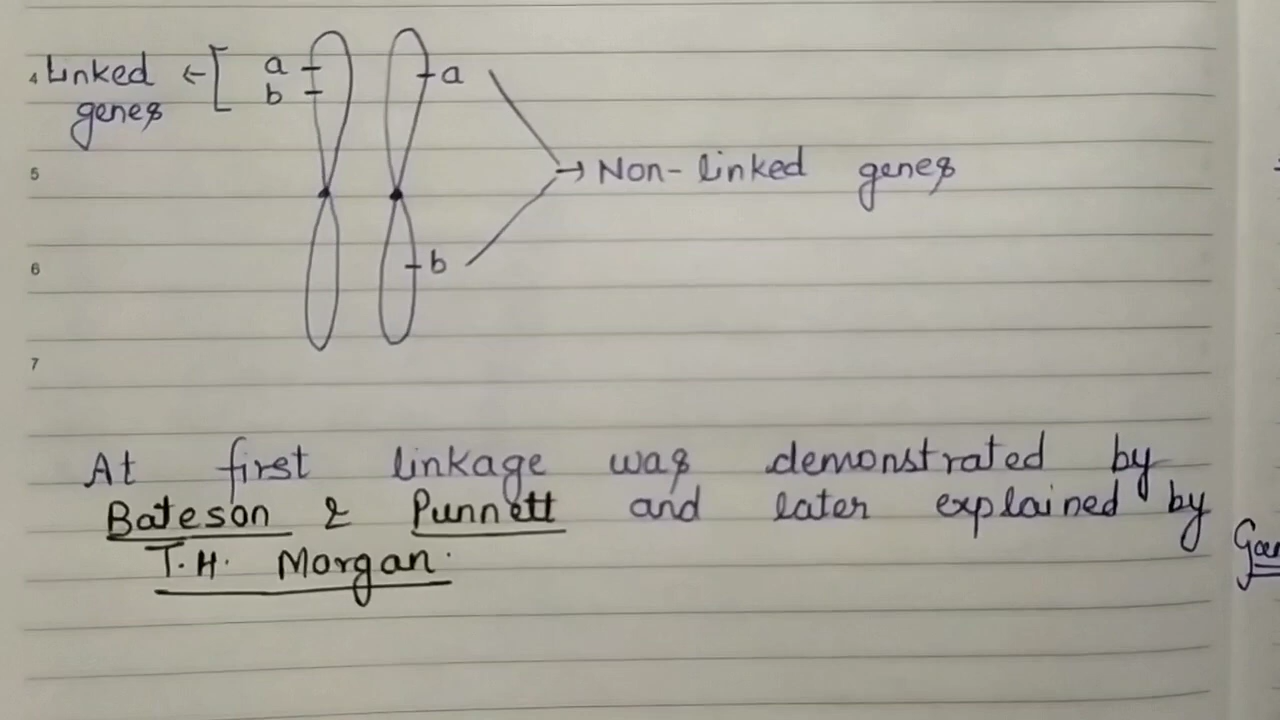 4 Linked ← [ a
genes b
a
5 → Non-linked genes
6 b
7
At first linkage was demonstrated by
Bateson & Punnett and later explained by
T.H. Morgan.